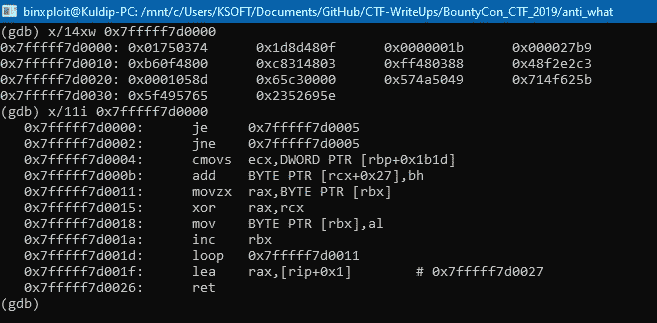 binxploit@Kuldip-PC: /mnt/c/Users/KSOFT/Documents/GitHub/CTF-WriteUps/BountyCon_CTF_2019/anti_what
(gdb) x/14xw 0x7fffff7d0000
0x7fffff7d0000: 0x01750374 0x1d8d480f 0x0000001b 0x000027b9
0x7fffff7d0010: 0xb60f4800 0xc8314803 0xff480388 0x48f2e2c3
0x7fffff7d0020: 0x0001058d 0x65c30000 0x574a5049 0x714f625b
0x7fffff7d0030: 0x5f495765 0x2352695e
(gdb) x/11i 0x7fffff7d0000
0x7fffff7d0000: je 0x7fffff7d0005
0x7fffff7d0002: jne 0x7fffff7d0005
0x7fffff7d0004: cmovs ecx,DWORD PTR [rbp+0x1b1d]
0x7fffff7d000b: add BYTE PTR [rcx+0x27],bh
0x7fffff7d0011: movzx rax,BYTE PTR [rbx]
0x7fffff7d0015: xor rax,rcx
0x7fffff7d0018: mov BYTE PTR [rbx],al
0x7fffff7d001a: inc rbx
0x7fffff7d001d: loop 0x7fffff7d0011
0x7fffff7d001f: lea rax,[rip+0x1] # 0x7fffff7d0027
0x7fffff7d0026: ret
(gdb)